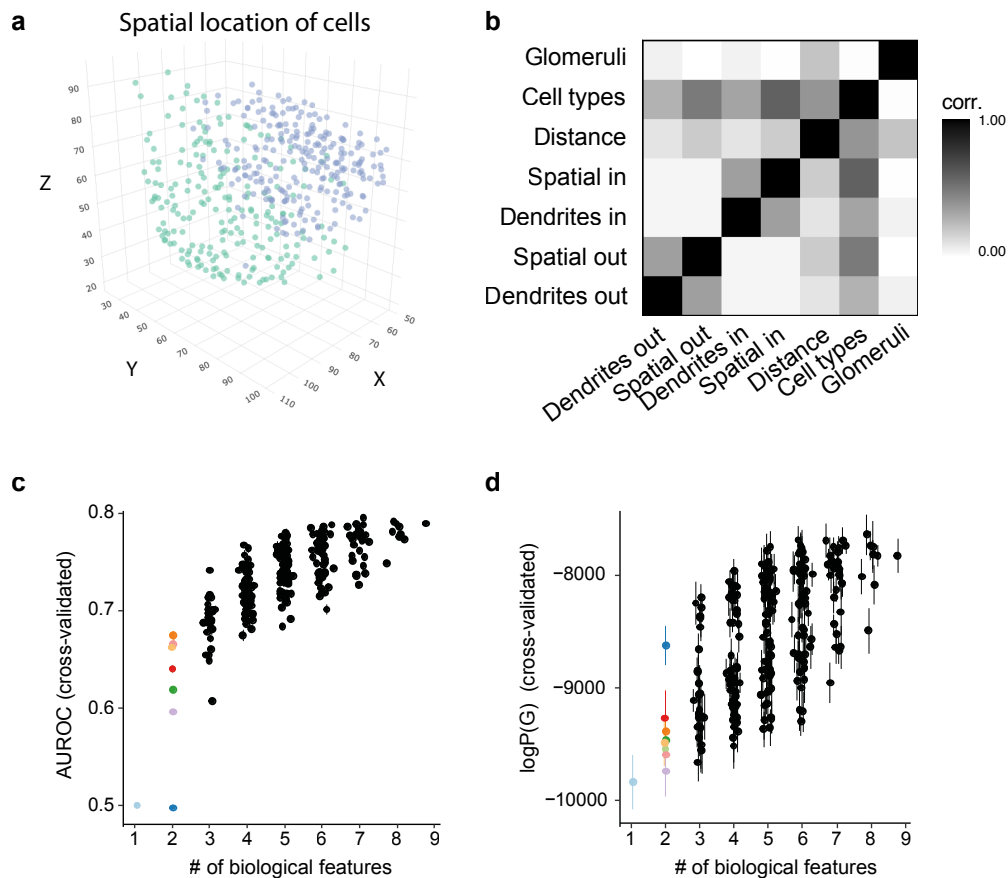 a
Spatial location of cells
90
80
70
60
50
40
30
20
Z
30
40
50
60
70
80
90
100
Y
110
100
90
80
70
60
50
X
b
Glomeruli
Cell types
Distance
Spatial in
Dendrites in
Spatial out
Dendrites out
Dendrites out
Spatial out
Dendrites in
Spatial in
Distance
Cell types
Glomeruli
corr.
1.00
0.00
c
AUROC (cross-validated)
0.8
0.7
0.6
0.5
1 2 3 4 5 6 7 8 9
# of biological features
d
logP(G) (cross-validated)
−8000
−9000
−10000
1 2 3 4 5 6 7 8 9
# of biological features